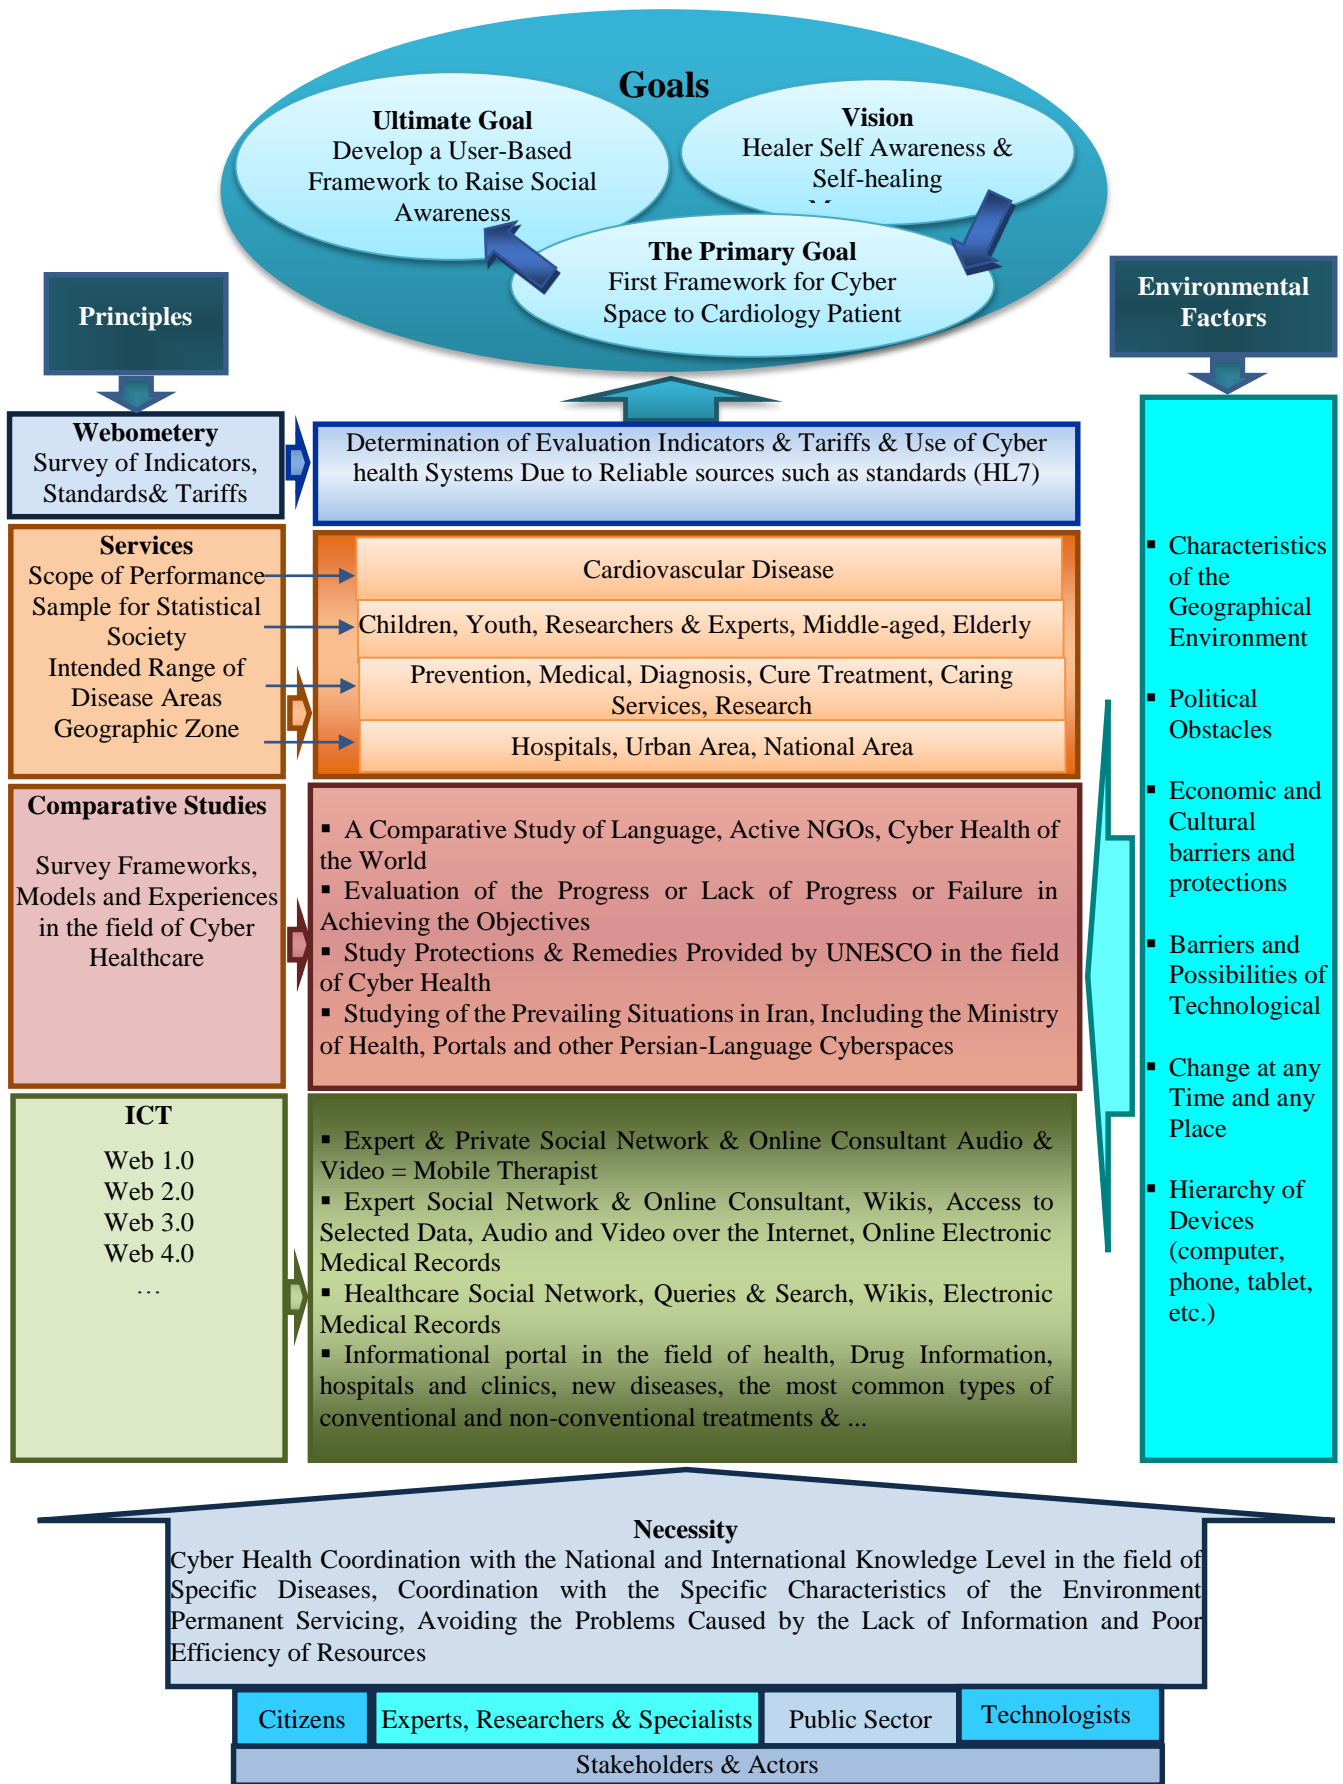 Goals
Ultimate Goal
Develop a User-Based
Framework to Raise Social
Awareness
Vision
Healer Self Awareness &
Self-healing
The Primary Goal
First Framework for Cyber
Space to Cardiology Patient
Principles
Environmental
Factors
Webometery
Survey of Indicators,
Standards& Tariffs
Determination of Evaluation Indicators & Tariffs & Use of Cyber
health Systems Due to Reliable sources such as standards (HL7)
Services
Scope of Performance
Sample for Statistical
Society
Intended Range of
Disease Areas
Geographic Zone
Cardiovascular Disease
Children, Youth, Researchers & Experts, Middle-aged, Elderly
Prevention, Medical, Diagnosis, Cure Treatment, Caring
Services, Research
Hospitals, Urban Area, National Area
Comparative Studies
Survey Frameworks,
Models and Experiences
in the field of Cyber
Healthcare
▪ A Comparative Study of Language, Active NGOs, Cyber Health of
the World
▪ Evaluation of the Progress or Lack of Progress or Failure in
Achieving the Objectives
▪ Study Protections & Remedies Provided by UNESCO in the field
of Cyber Health
▪ Studying of the Prevailing Situations in Iran, Including the Ministry
of Health, Portals and other Persian-Language Cyberspaces
ICT
Web 1.0
Web 2.0
Web 3.0
Web 4.0
…
▪ Expert & Private Social Network & Online Consultant Audio &
Video = Mobile Therapist
▪ Expert Social Network & Online Consultant, Wikis, Access to
Selected Data, Audio and Video over the Internet, Online Electronic
Medical Records
▪ Healthcare Social Network, Queries & Search, Wikis, Electronic
Medical Records
▪ Informational portal in the field of health, Drug Information,
hospitals and clinics, new diseases, the most common types of
conventional and non-conventional treatments & ...
▪ Characteristics
of the
Geographical
Environment
▪ Political
Obstacles
▪ Economic and
Cultural
barriers and
protections
▪ Barriers and
Possibilities of
Technological
▪ Change at any
Time and any
Place
▪ Hierarchy of
Devices
(computer,
phone, tablet,
etc.)
Necessity
Cyber Health Coordination with the National and International Knowledge Level in the field of
Specific Diseases, Coordination with the Specific Characteristics of the Environment
Permanent Servicing, Avoiding the Problems Caused by the Lack of Information and Poor
Efficiency of Resources
Citizens
Experts, Researchers & Specialists
Public Sector
Technologists
Stakeholders & Actors